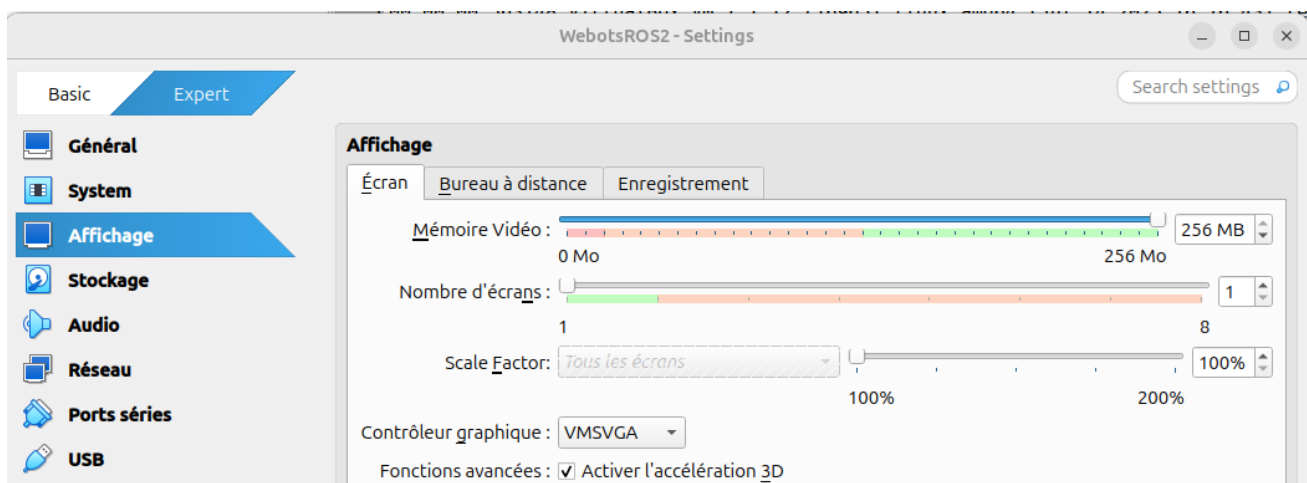 WebotsROS2 - Settings
Basic
Expert
Search settings
Général
System
Affichage
Stockage
Audio
Réseau
Ports séries
USB
Affichage
Écran
Bureau à distance
Enregistrement
Mémoire Vidéo :
256 MB
0 Mo
256 Mo
Nombre d'écrans :
1
1
8
Scale Factor:
Tous les écrans
100%
100%
200%
Contrôleur graphique :
VMSVGA
Fonctions avancées :
Activer l'accélération 3D